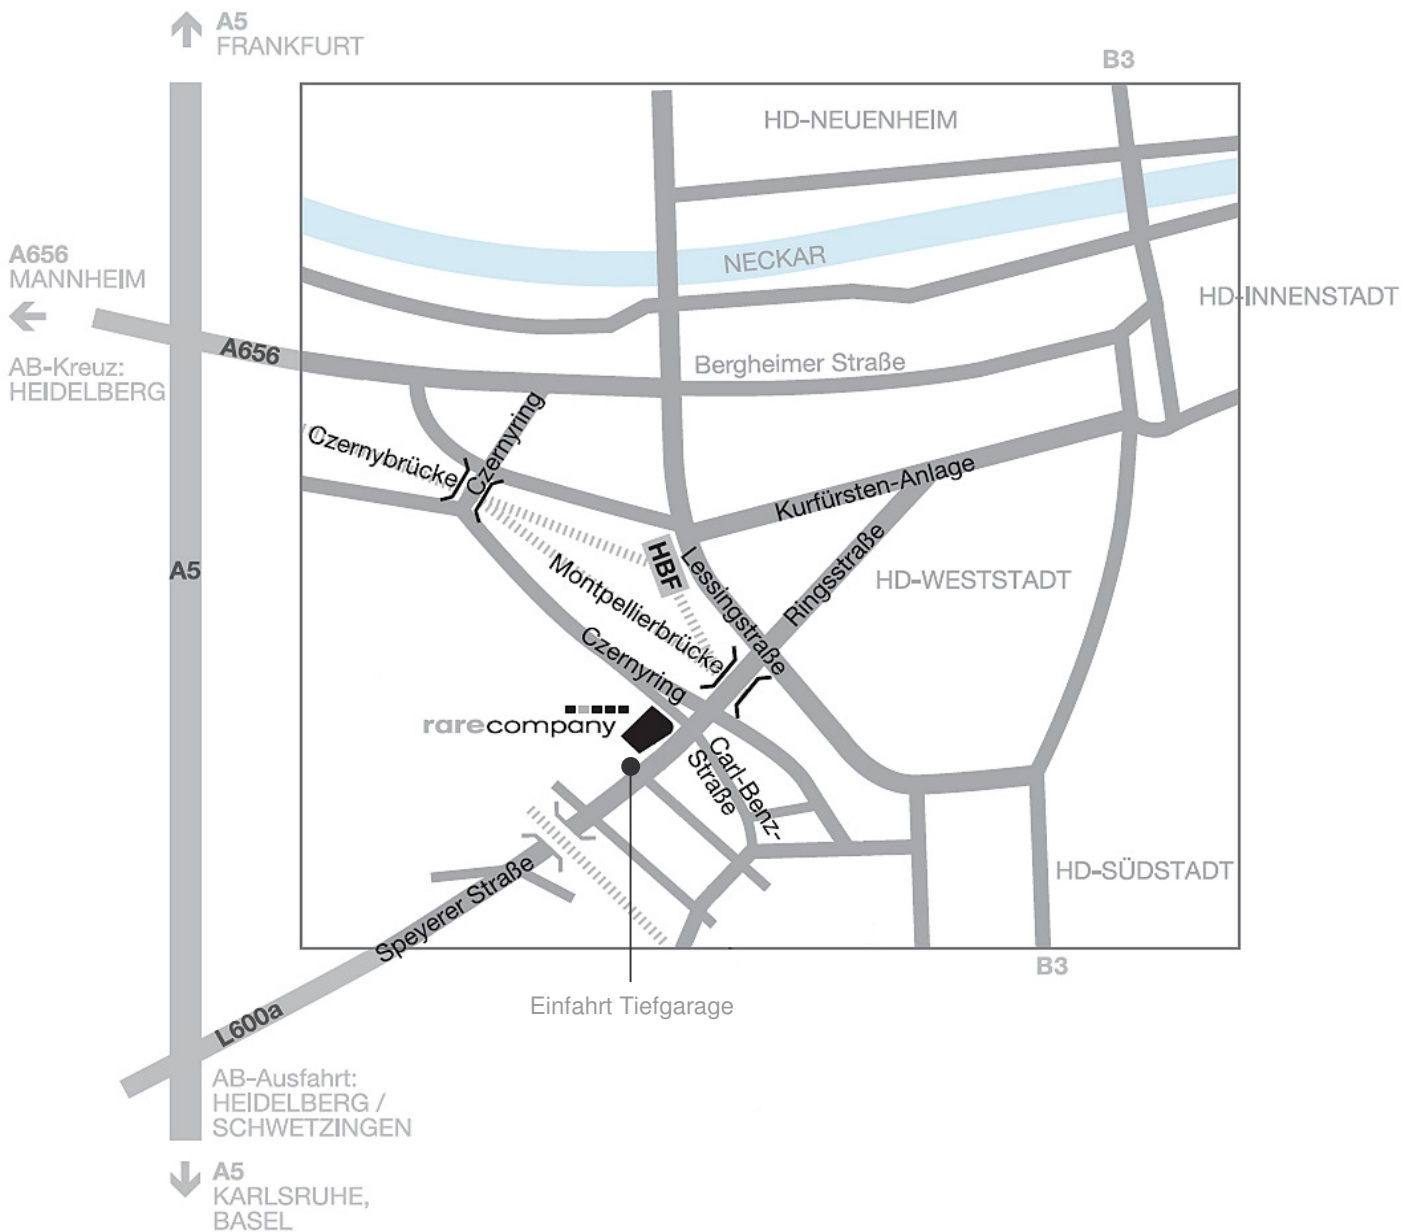 A5
FRANKFURT
B3
HD-NEUENHEIM
A656
MANNHEIM
NECKAR
HD-INNENSTADT
A656
AB-Kreuz:
HEIDELBERG
Bergheimer Straße
Czernybrücke
Czernyring
Kurfürsten-Anlage
A5
HBF
Lessingstraße
Ringsstraße
HD-WESTSTADT
Montpellierbrücke
Czernyring
rarecompany
Carl-Benz-
Straße
HD-SÜDSTADT
Speyerer Straße
B3
Einfahrt Tiefgarage
L600a
AB-Ausfahrt:
HEIDELBERG /
SCHWETZINGEN
A5
KARLSRUHE,
BASEL